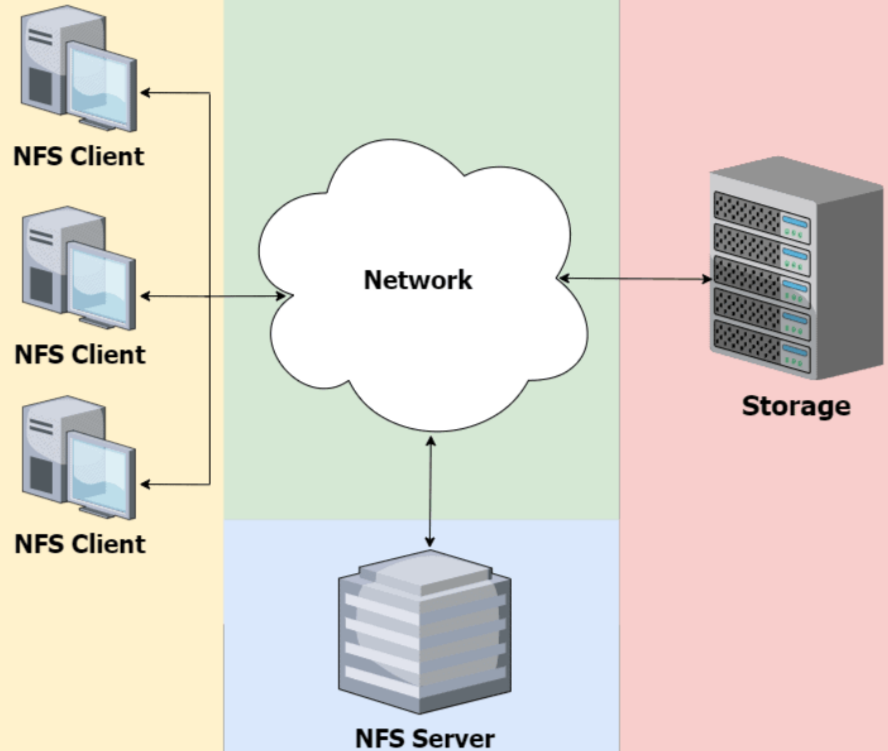 NFS Client
Network
NFS Client
Storage
NFS Client
NFS Server